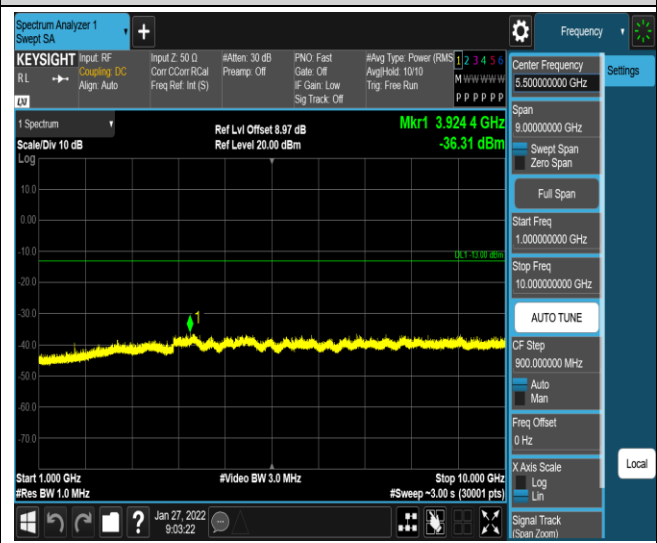 Spectrum Analyzer 1
Swept SA
Frequency
KEYSIGHT
RL
Input: RF
Coupling: DC
Align: Auto
Input Z: 50 Ω
Corr CCorr RCal
Freq Ref: Int (S)
#Atten: 30 dB
Preamp: Off
PNO: Fast
Gate: Off
IF Gain: Low
Sig Track: Off
#Avg Type: Power (RMS
Avg|Hold: 10/10
Trig: Free Run
1 2 3 4 5 6
M W W W W W
P P P P P P
LXI
1 Spectrum
Scale/Div 10 dB
Log
Ref Lvl Offset 8.97 dB
Ref Level 20.00 dBm
Mkr1 3.924 4 GHz
-36.31 dBm
10.0
0.00
-10.0
DL1 -13.00 dBm
-20.0
-30.0
1
-40.0
-50.0
-60.0
-70.0
Start 1.000 GHz
#Res BW 1.0 MHz
#Video BW 3.0 MHz
Stop 10.000 GHz
#Sweep ~3.00 s (30001 pts)
?
Jan 27, 2022
9:03:22
Center Frequency
5.500000000 GHz
Span
9.00000000 GHz
Swept Span
Zero Span
Full Span
Start Freq
1.000000000 GHz
Stop Freq
10.000000000 GHz
AUTO TUNE
CF Step
900.000000 MHz
Auto
Man
Freq Offset
0 Hz
X Axis Scale
Log
Lin
Signal Track
(Span Zoom)
Settings
Local